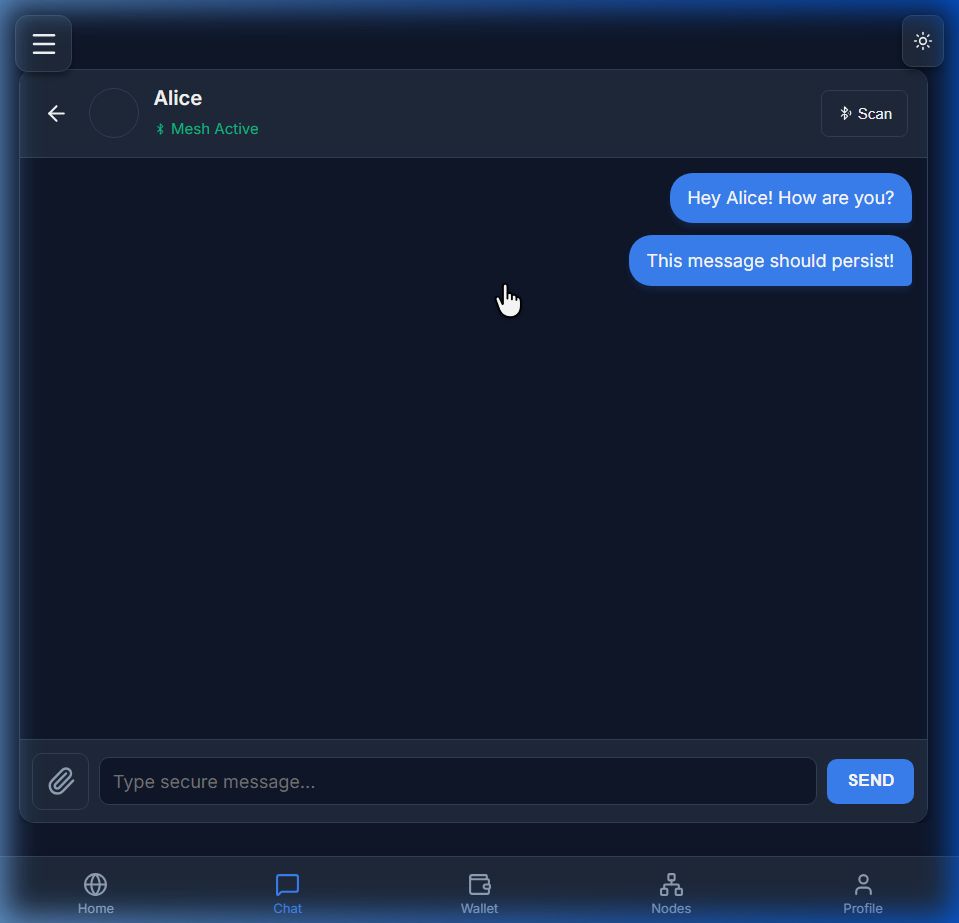 Alice
Mesh Active
Scan
Hey Alice! How are you?
This message should persist!
Type secure message...
SEND
Home
Chat
Wallet
Nodes
Profile